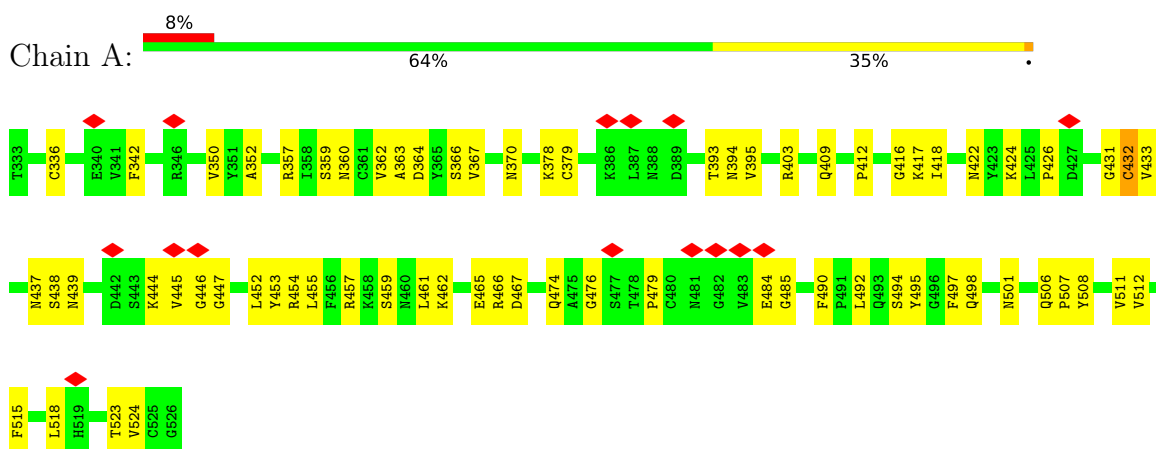 8%
Chain A:
64% 35% •
T333 C336 E340 V341 F342 R346 V350 Y351 A352 R357 I358 S359 N360 C361 V362 A363 D364 Y365 S366 V367 N370 K378 C379 K386 L387 N388 D389 T393 N394 V395 R403 Q409 P412 G416 K417 I418 N422 Y423 K424 L425 P426 D427 G431 C432 V433
N437 S438 N439 D442 S443 K444 V445 G446 G447 L452 Y453 R454 L455 F456 R457 K458 S459 N460 L461 K462 E465 R466 D467 Q474 A475 G476 S477 T478 P479 C480 N481 G482 V483 E484 G485 F490 P491 L492 Q493 S494 Y495 G496 F497 Q498 N501 Q506 P507 Y508 V511 V512
F515 L518 H519 T523 V524 C525 G526